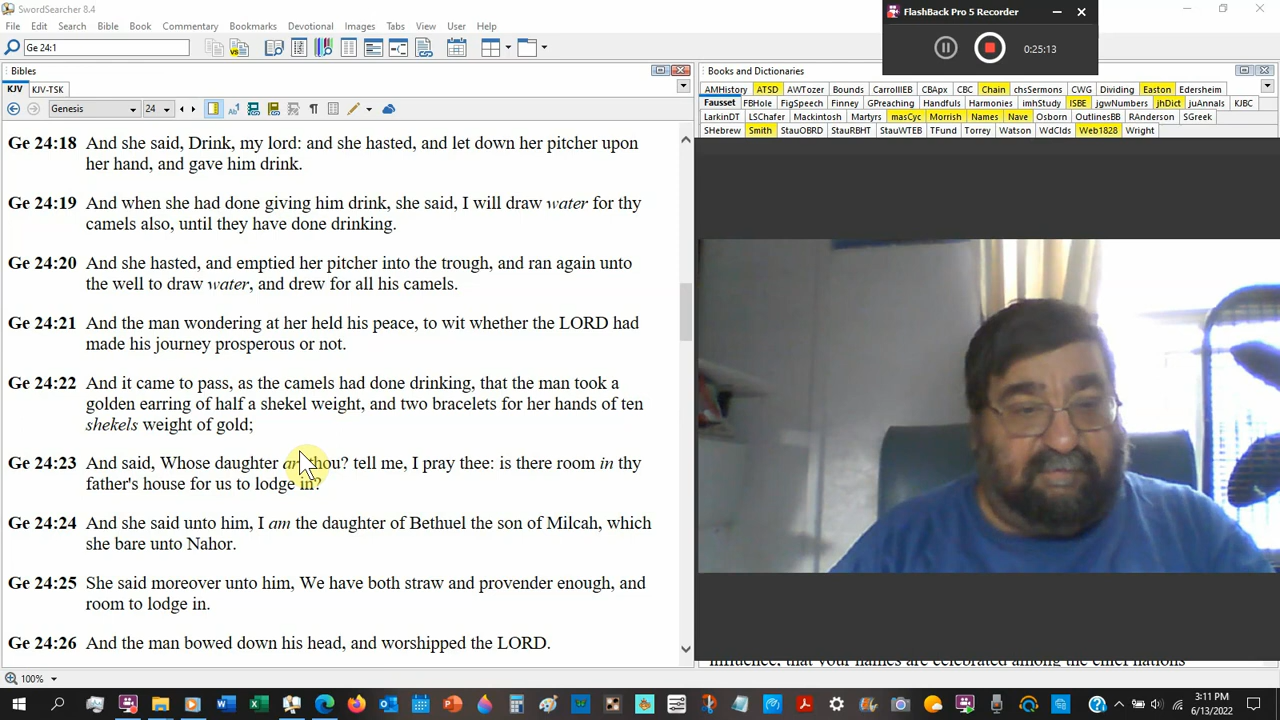 SwordSearcher 8.4
FlashBack Pro 5 Recorder
File Edit Search Bible Book Commentary Bookmarks Devotional Images Tabs View User Help
Ge 24:1
0:25:13
Bibles
Books and Dictionaries
KJV KJV-TSK
AMHistory ATSD AWTozer Bounds CarrollEB CBApx CBC Chain chsSermons CWG Dividing Easton Edersheim
Genesis 24
Fausset FBHole FigSpeech Finney GPreaching Handfuls Harmonies imhStudy ISBE jgwNumbers jhDict juAnnals KJBC
LarkinDT LSChafer Mackintosh Martyrs masCyc Morrish Names Nave Osborn OutlinesBB RAnderson SGreek
SHebrew Smith StauOBRD StauRBHT StauWTEB TFund Torrey Watson WdClds Web1828 Wright
Ge 24:18 And she said, Drink, my lord: and she hasted, and let down her pitcher upon
her hand, and gave him drink.
Ge 24:19 And when she had done giving him drink, she said, I will draw water for thy
camels also, until they have done drinking.
Ge 24:20 And she hasted, and emptied her pitcher into the trough, and ran again unto
the well to draw water, and drew for all his camels.
Ge 24:21 And the man wondering at her held his peace, to wit whether the LORD had
made his journey prosperous or not.
Ge 24:22 And it came to pass, as the camels had done drinking, that the man took a
golden earring of half a shekel weight, and two bracelets for her hands of ten
shekels weight of gold;
Ge 24:23 And said, Whose daughter art thou? tell me, I pray thee: is there room in thy
father's house for us to lodge in?
Ge 24:24 And she said unto him, I am the daughter of Bethuel the son of Milcah, which
she bare unto Nahor.
Ge 24:25 She said moreover unto him, We have both straw and provender enough, and
room to lodge in.
Ge 24:26 And the man bowed down his head, and worshipped the LORD.
influence, that your names are celebrated among the chief nations
100%
3:11 PM
6/13/2022